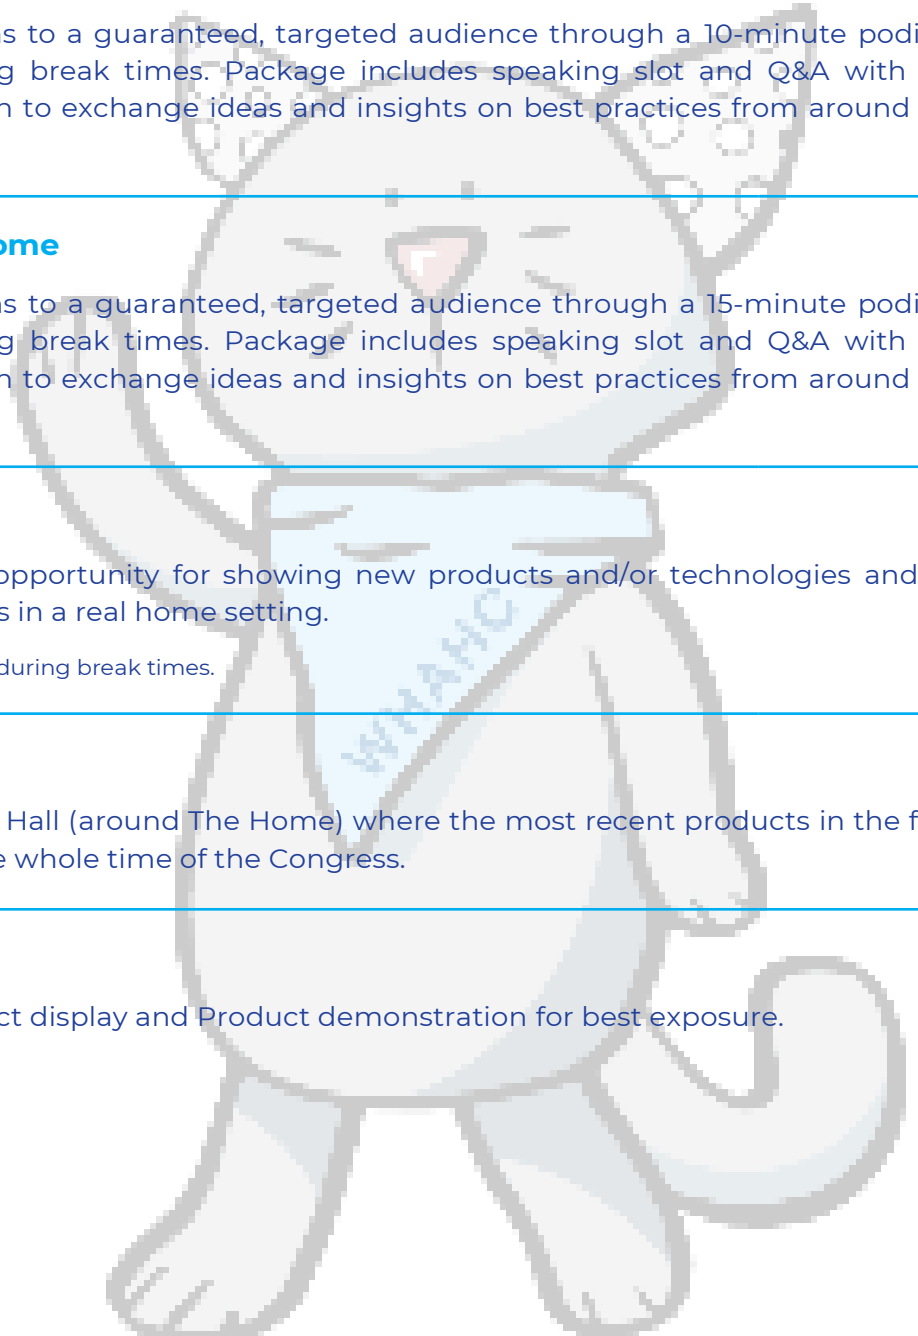 ns to a guaranteed, targeted audience through a 10-minute podi
g break times. Package includes speaking slot and Q&A with
n to exchange ideas and insights on best practices from around
ome
ns to a guaranteed, targeted audience through a 15-minute podi
g break times. Package includes speaking slot and Q&A with
n to exchange ideas and insights on best practices from around
opportunity for showing new products and/or technologies and
s in a real home setting.
during break times.
WHAHC
Hall (around The Home) where the most recent products in the f
e whole time of the Congress.
ct display and Product demonstration for best exposure.